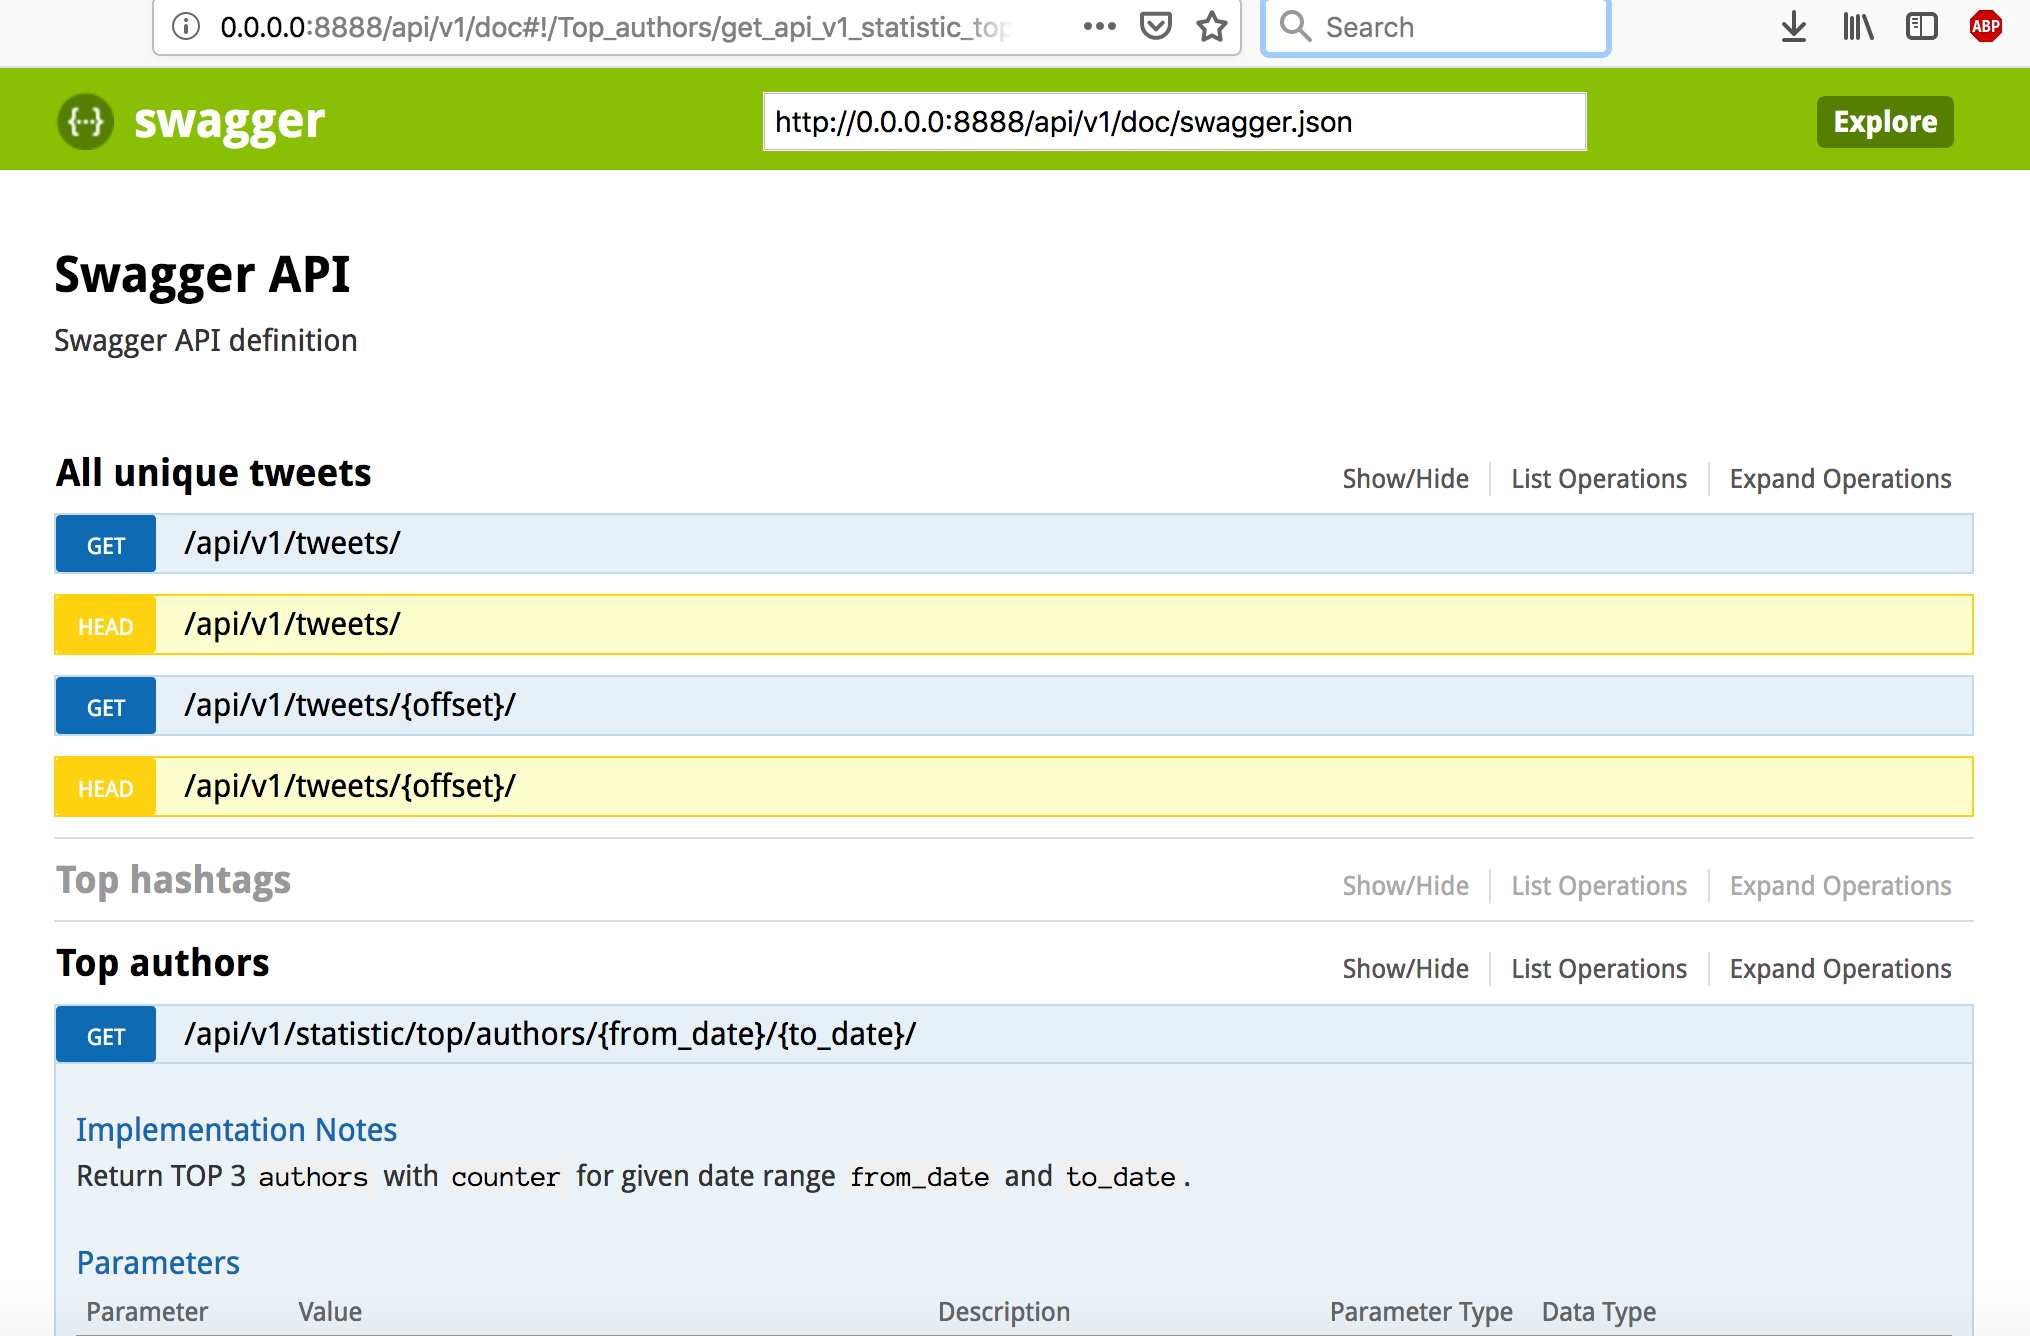 0.0.0.0:8888/api/v1/doc#!/Top_authors/get_api_v1_statistic_top
Search
ABP
{...} swagger
http://0.0.0.0:8888/api/v1/doc/swagger.json
Explore
Swagger API
Swagger API definition
All unique tweets
Show/Hide List Operations Expand Operations
GET /api/v1/tweets/
HEAD /api/v1/tweets/
GET /api/v1/tweets/{offset}/
HEAD /api/v1/tweets/{offset}/
Top hashtags
Show/Hide List Operations Expand Operations
Top authors
Show/Hide List Operations Expand Operations
GET /api/v1/statistic/top/authors/{from_date}/{to_date}/
Implementation Notes
Return TOP 3 authors with counter for given date range from_date and to_date.
Parameters
Parameter Value Description Parameter Type Data Type